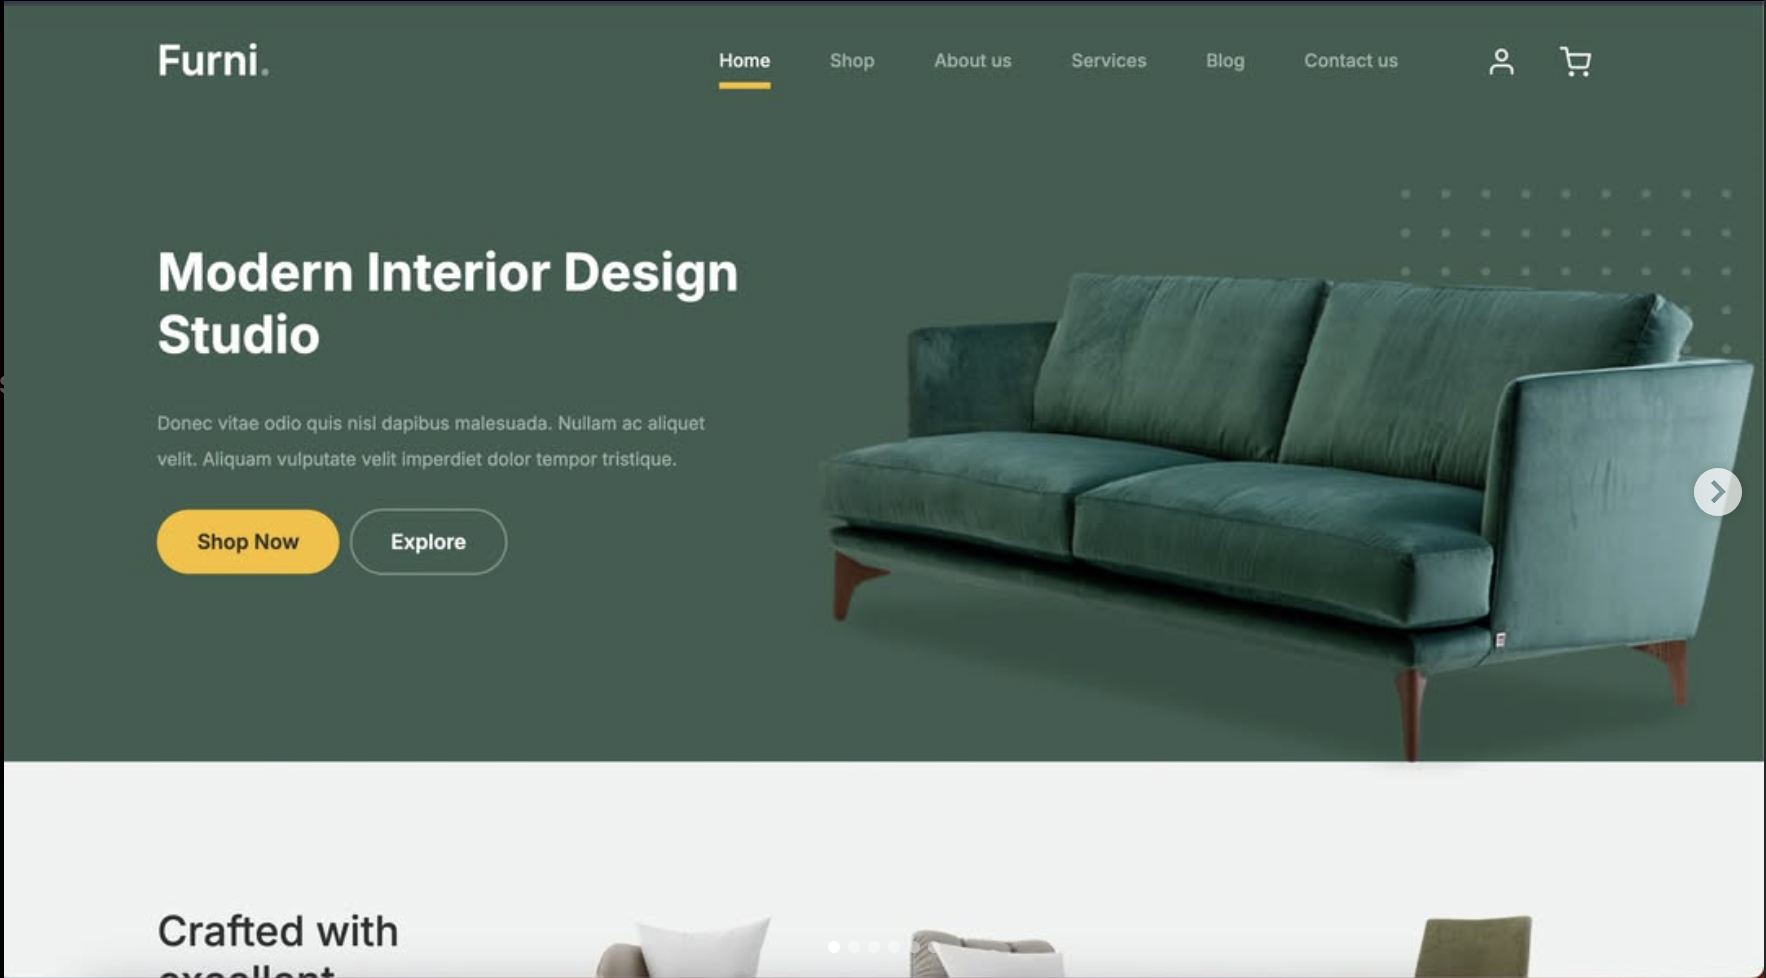 Furni.
Home Shop About us Services Blog Contact us
Modern Interior Design
Studio
Donec vitae odio quis nisl dapibus malesuada. Nullam ac aliquet
velit. Aliquam vulputate velit imperdiet dolor tempor tristique.
Shop Now Explore
Crafted with
excellent